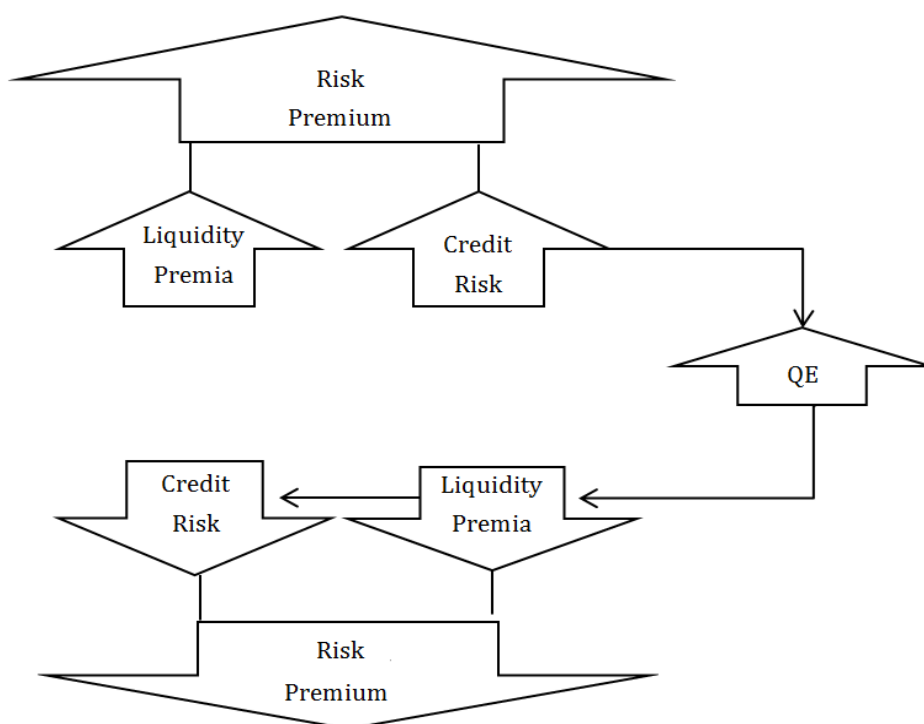 Risk
Premium
Liquidity
Premia
Credit
Risk
QE
Credit
Risk
Liquidity
Premia
Risk
Premium